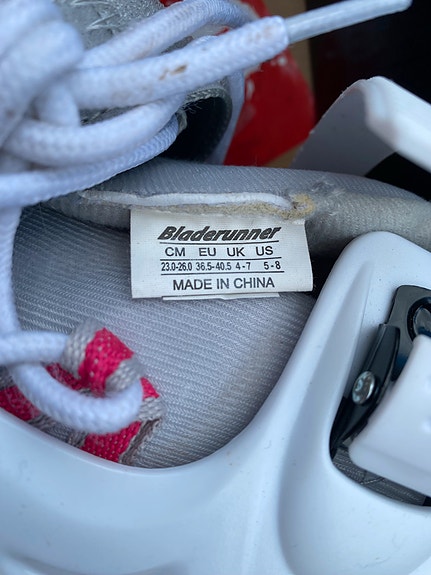 Bladerunner
CM EU UK US
23.0-26.0 36.5-40.5 4-7 5-8
MADE IN CHINA